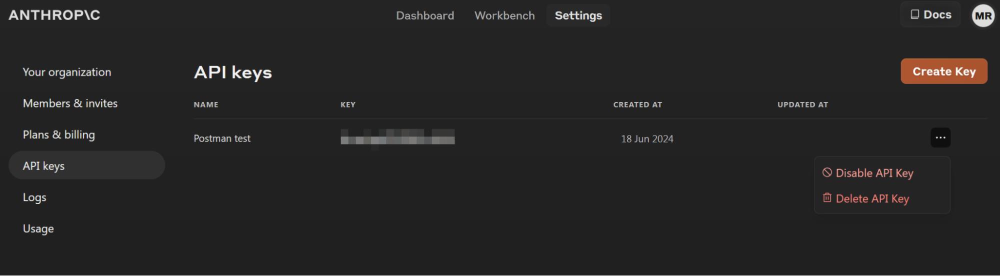 ANTHROP\C
Dashboard Workbench Settings
Docs
MR
Your organization
Members & invites
Plans & billing
API keys
Logs
Usage
API keys
Create Key
NAME KEY CREATED AT UPDATED AT
Postman test 18 Jun 2024 ...
Disable API Key
Delete API Key